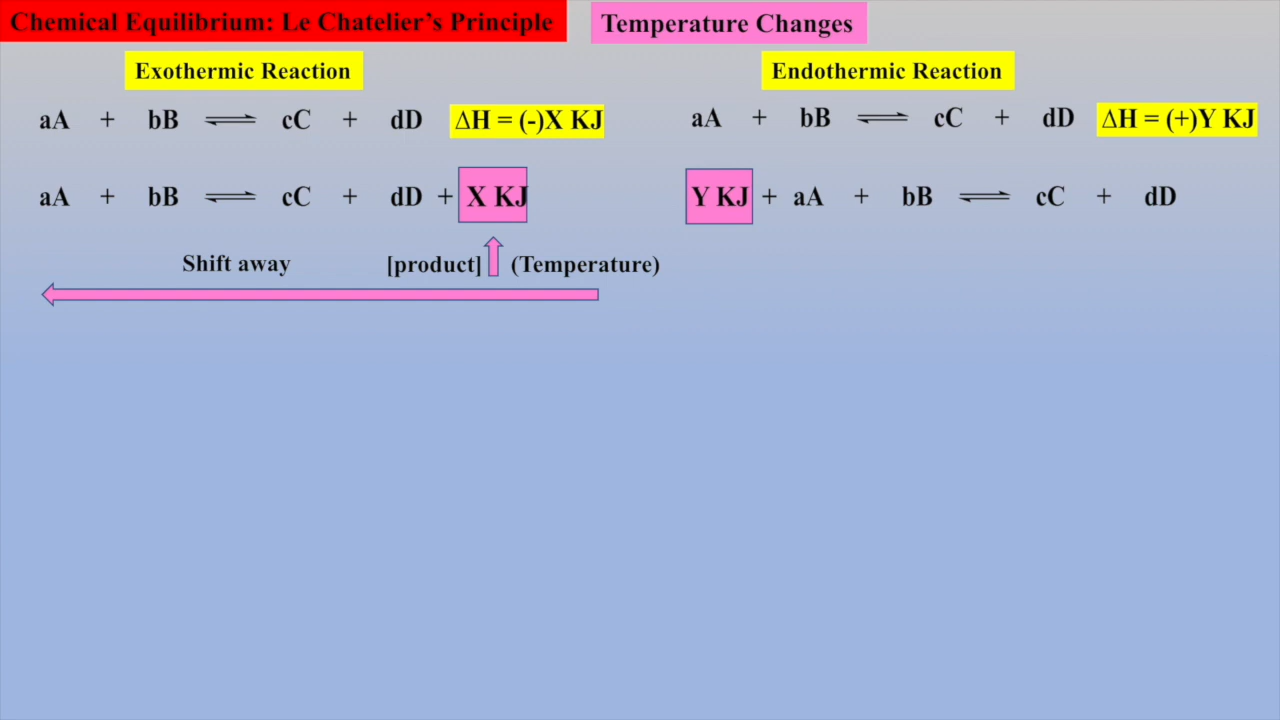 Chemical Equilibrium: Le Chatelier’s Principle
Temperature Changes
Exothermic Reaction
aA + bB ⇌ cC + dD ΔH = (-)X KJ
aA + bB ⇌ cC + dD + X KJ
Shift away [product] (Temperature)
Endothermic Reaction
aA + bB ⇌ cC + dD ΔH = (+)Y KJ
Y KJ + aA + bB ⇌ cC + dD